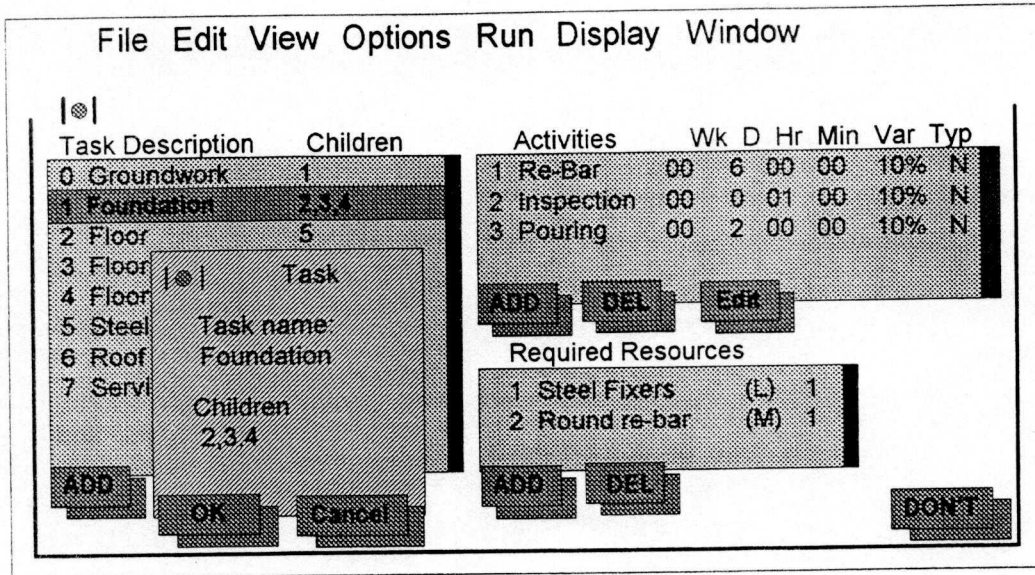 File Edit View Options Run Display Window
Task Description Children
0 Groundwork 1
1 Foundation 2,3,4
2 Floor 5
3 Floor
4 Floor
5 Steel
6 Roof
7 Servi
ADD
Task
Task name:
Foundation
Children
2,3,4
OK Cancel
Activities Wk D Hr Min Var Typ
1 Re-Bar 00 6 00 00 10% N
2 Inspection 00 0 01 00 10% N
3 Pouring 00 2 00 00 10% N
ADD DEL Edit
Required Resources
1 Steel Fixers (L) 1
2 Round re-bar (M) 1
ADD DEL
DON'T